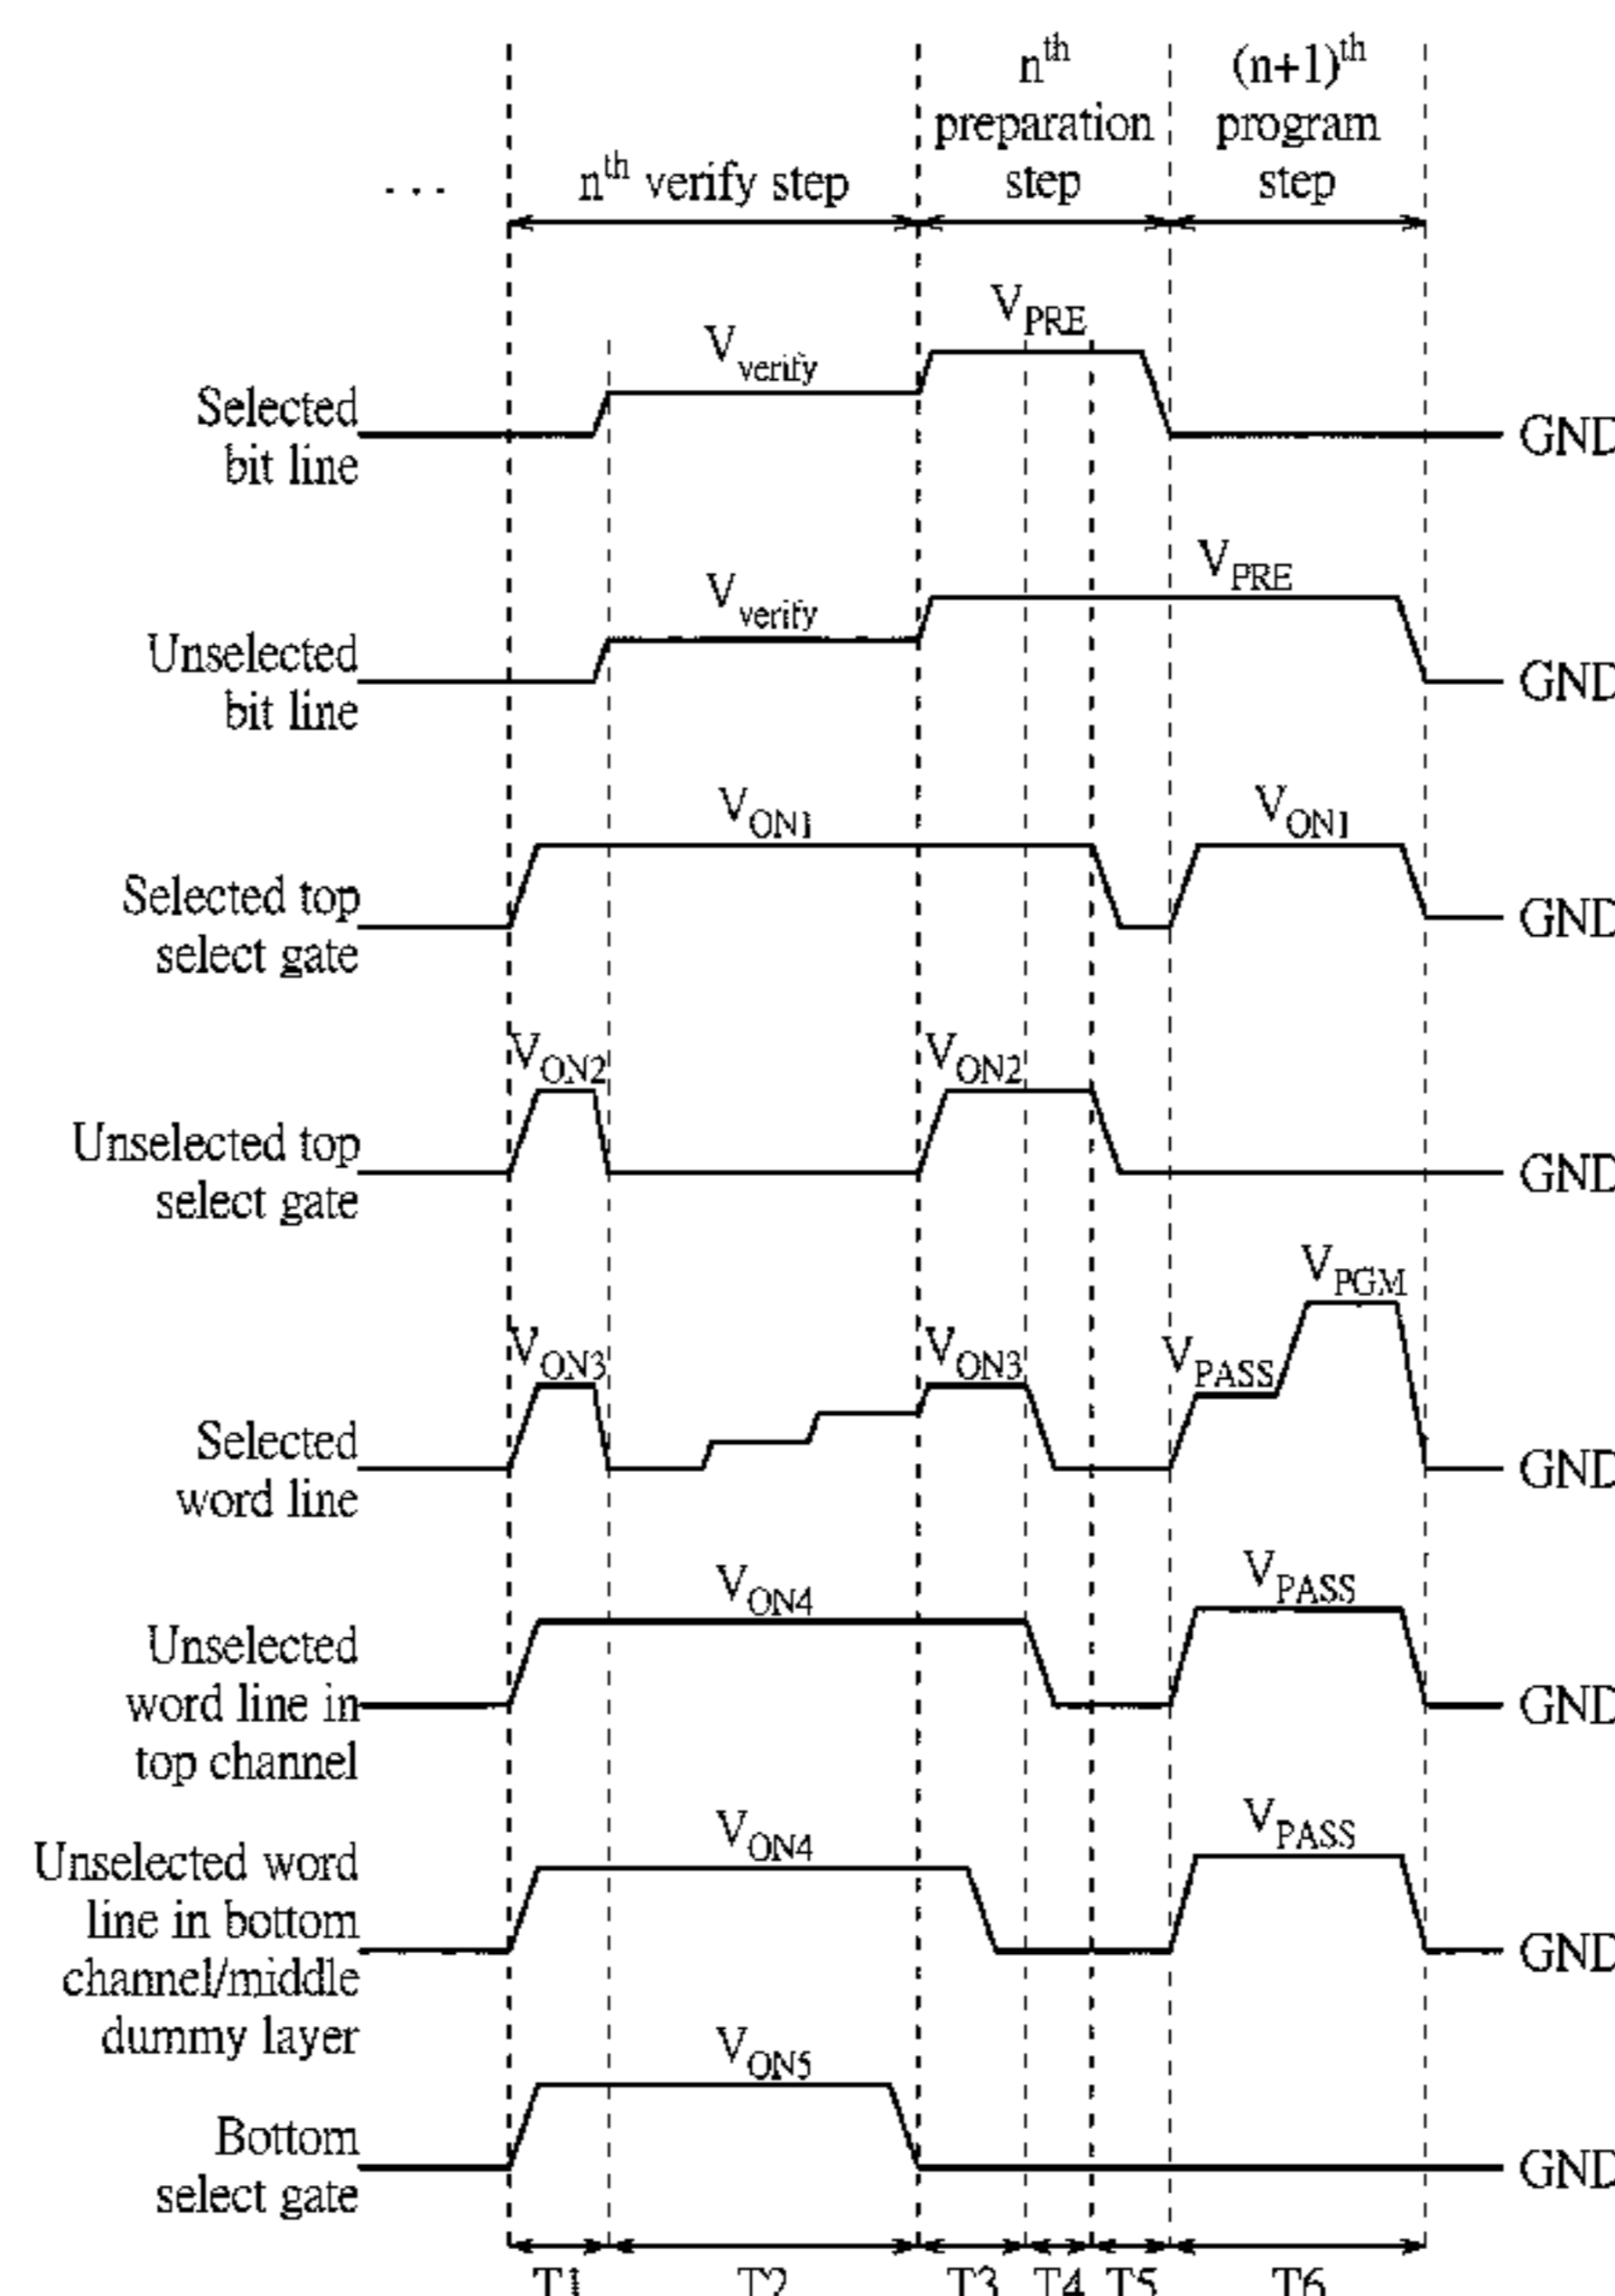 n^th
preparation
step
(n+1)^th
program
step
. . .
n^th verify step
V_PRE
V_verify
Selected
bit line
GND
V_PRE
V_verify
Unselected
bit line
GND
V_ON1
V_ON1
Selected top
select gate
GND
V_ON2
V_ON2
Unselected top
select gate
GND
V_PGM
V_ON3
V_ON3
V_PASS
Selected
word line
GND
V_ON4
V_PASS
Unselected
word line in
top channel
GND
V_ON4
V_PASS
Unselected word
line in bottom
channel/middle
dummy layer
GND
V_ON5
Bottom
select gate
GND
T1 T2 T3 T4 T5 T6